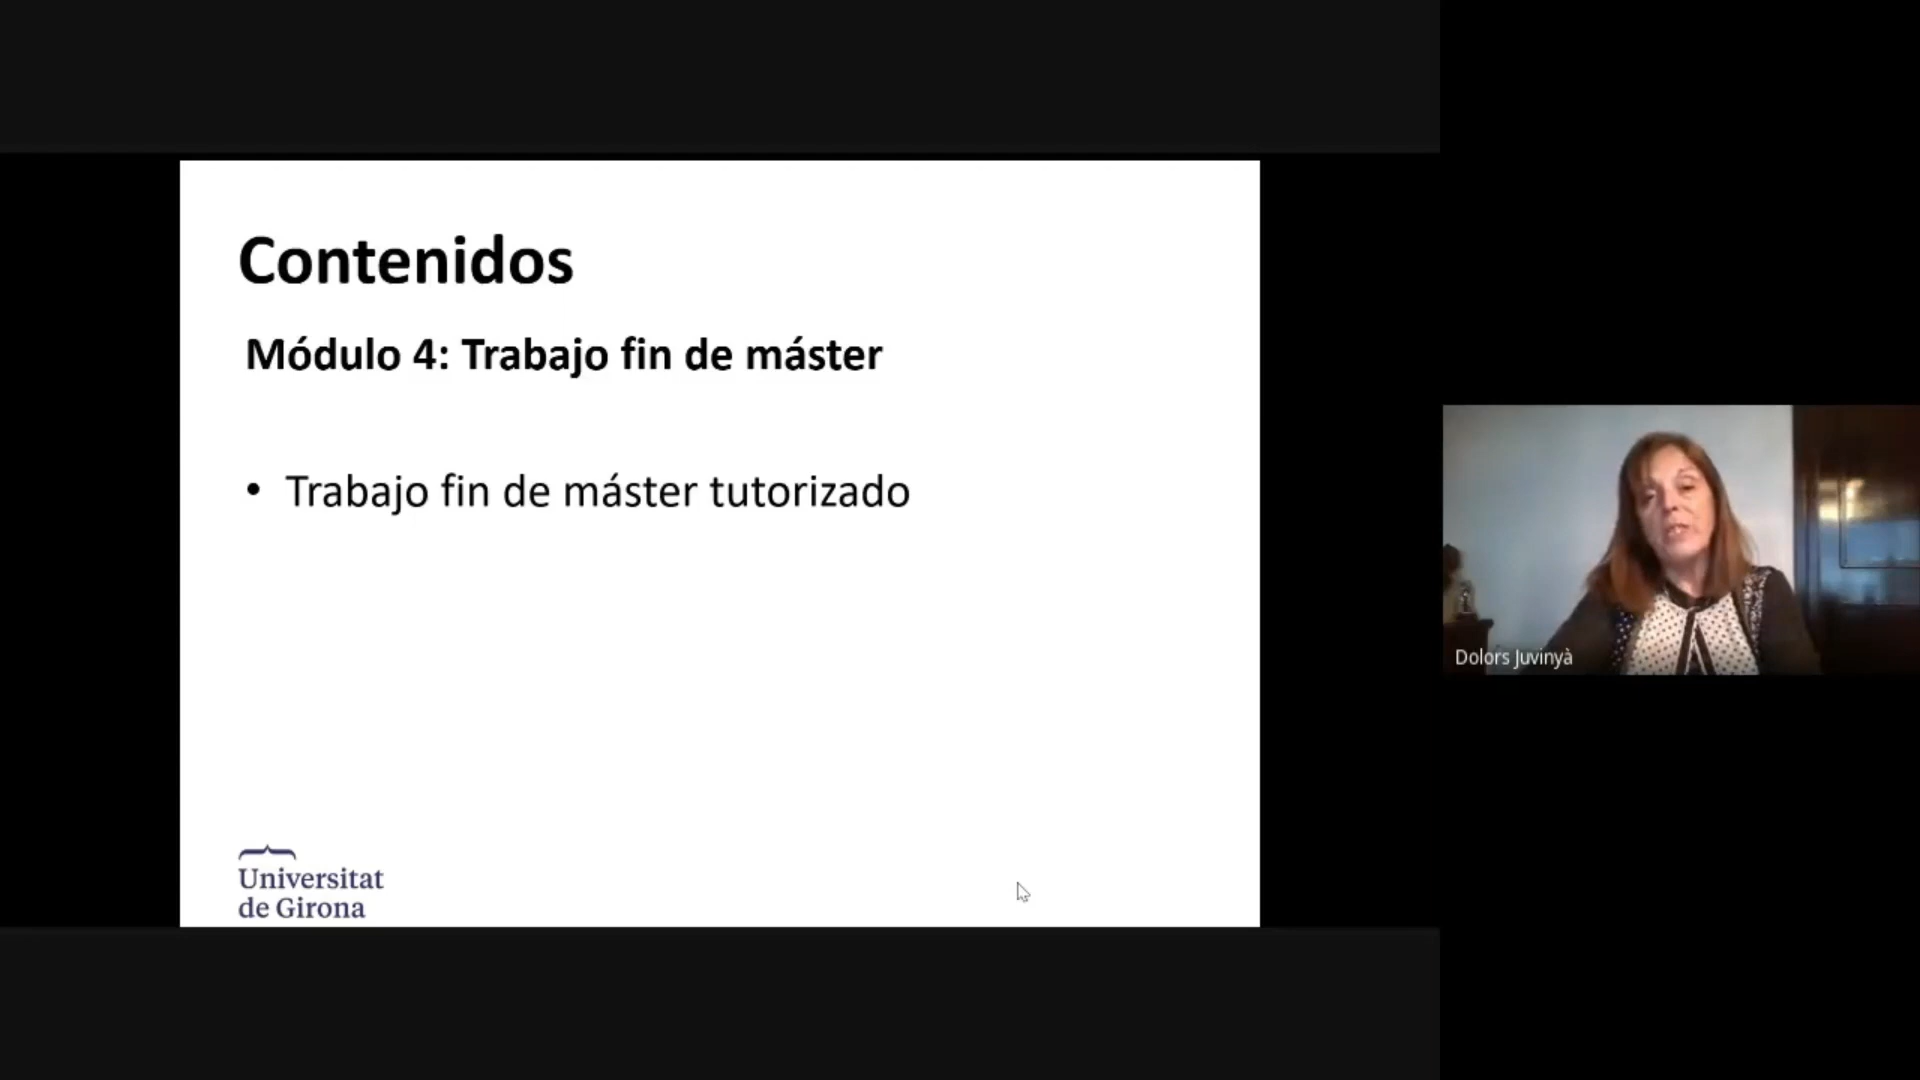 Contenidos
Módulo 4: Trabajo fin de máster
• Trabajo fin de máster tutorizado
Universitat
de Girona
Dolors Juvinyà